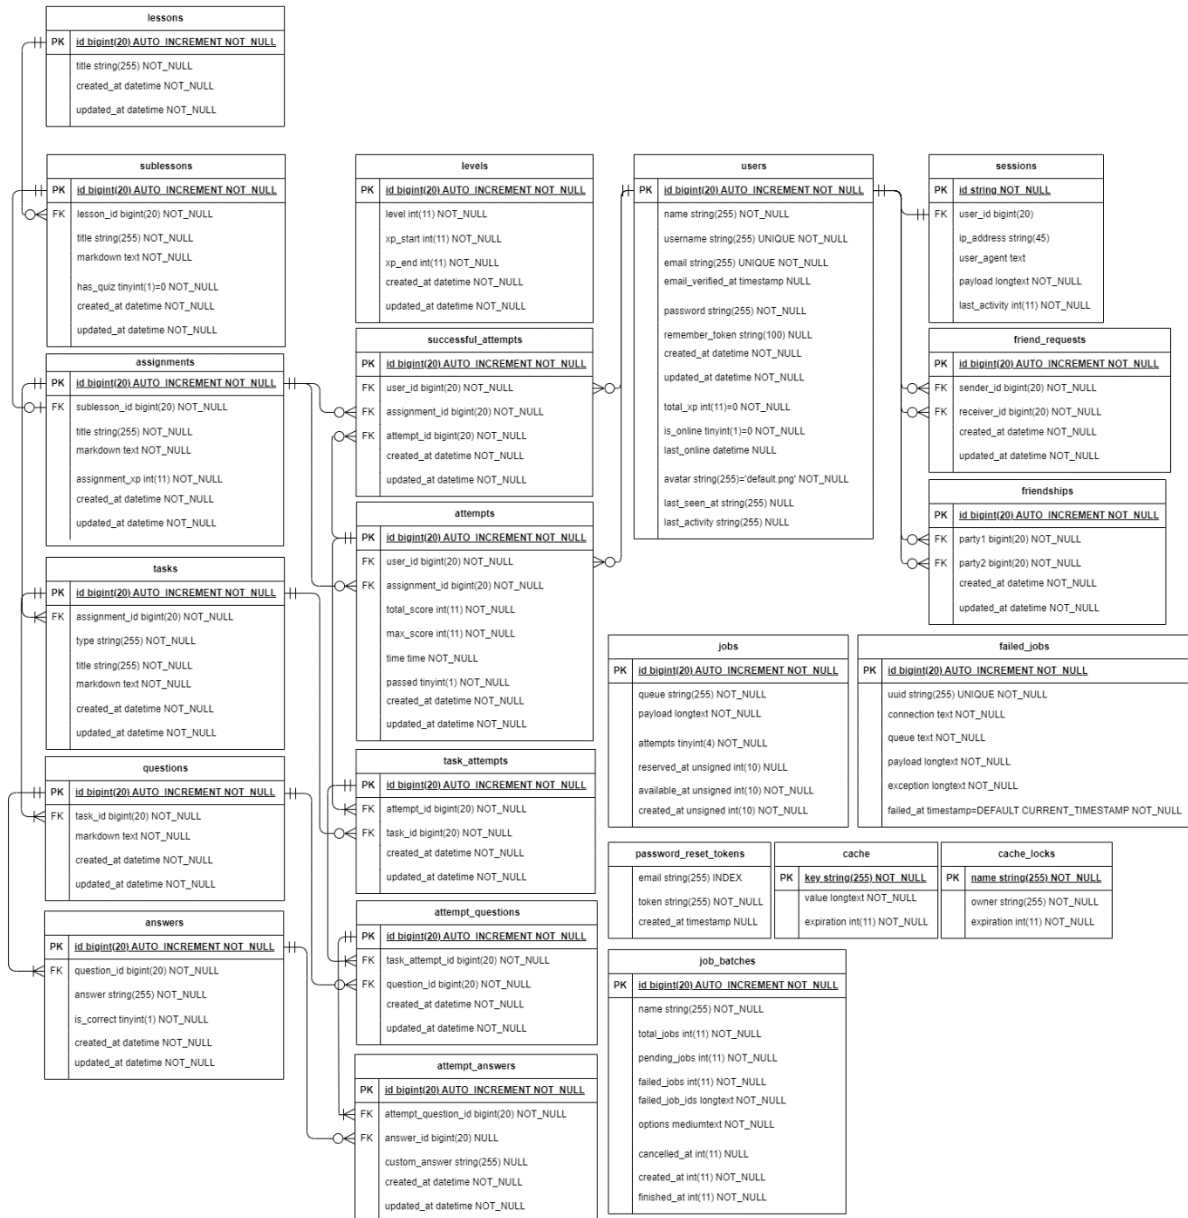 lessons
PK id bigint(20) AUTO_INCREMENT NOT_NULL
title string(255) NOT_NULL
created_at datetime NOT_NULL
updated_at datetime NOT_NULL
sublessons
PK id bigint(20) AUTO_INCREMENT NOT_NULL
FK lesson_id bigint(20) NOT_NULL
title string(255) NOT_NULL
markdown text NOT_NULL
has_quiz tinyint(1)=0 NOT_NULL
created_at datetime NOT_NULL
updated_at datetime NOT_NULL
assignments
PK id bigint(20) AUTO_INCREMENT NOT_NULL
FK sublesson_id bigint(20) NOT_NULL
title string(255) NOT_NULL
markdown text NOT_NULL
assignment_xp int(11) NOT_NULL
created_at datetime NOT_NULL
updated_at datetime NOT_NULL
tasks
PK id bigint(20) AUTO_INCREMENT NOT_NULL
FK assignment_id bigint(20) NOT_NULL
type string(255) NOT_NULL
title string(255) NOT_NULL
markdown text NOT_NULL
created_at datetime NOT_NULL
updated_at datetime NOT_NULL
questions
PK id bigint(20) AUTO_INCREMENT NOT_NULL
FK task_id bigint(20) NOT_NULL
markdown text NOT_NULL
created_at datetime NOT_NULL
updated_at datetime NOT_NULL
answers
PK id bigint(20) AUTO_INCREMENT NOT_NULL
FK question_id bigint(20) NOT_NULL
answer string(255) NOT_NULL
is_correct tinyint(1) NOT_NULL
created_at datetime NOT_NULL
updated_at datetime NOT_NULL
levels
PK id bigint(20) AUTO_INCREMENT NOT_NULL
level int(11) NOT_NULL
xp_start int(11) NOT_NULL
xp_end int(11) NOT_NULL
created_at datetime NOT_NULL
updated_at datetime NOT_NULL
successful_attempts
PK id bigint(20) AUTO_INCREMENT NOT_NULL
FK user_id bigint(20) NOT_NULL
FK assignment_id bigint(20) NOT_NULL
FK attempt_id bigint(20) NOT_NULL
created_at datetime NOT_NULL
updated_at datetime NOT_NULL
attempts
PK id bigint(20) AUTO_INCREMENT NOT_NULL
FK user_id bigint(20) NOT_NULL
FK assignment_id bigint(20) NOT_NULL
total_score int(11) NOT_NULL
max_score int(11) NOT_NULL
time time NOT_NULL
passed tinyint(1) NOT_NULL
created_at datetime NOT_NULL
updated_at datetime NOT_NULL
task_attempts
PK id bigint(20) AUTO_INCREMENT NOT_NULL
FK attempt_id bigint(20) NOT_NULL
FK task_id bigint(20) NOT_NULL
created_at datetime NOT_NULL
updated_at datetime NOT_NULL
attempt_questions
PK id bigint(20) AUTO_INCREMENT NOT_NULL
FK task_attempt_id bigint(20) NOT_NULL
FK question_id bigint(20) NOT_NULL
created_at datetime NOT_NULL
updated_at datetime NOT_NULL
attempt_answers
PK id bigint(20) AUTO_INCREMENT NOT_NULL
FK attempt_question_id bigint(20) NOT_NULL
FK answer_id bigint(20) NULL
custom_answer string(255) NULL
created_at datetime NOT_NULL
updated_at datetime NOT_NULL
users
PK id bigint(20) AUTO_INCREMENT NOT_NULL
name string(255) NOT_NULL
username string(255) UNIQUE NOT_NULL
email string(255) UNIQUE NOT_NULL
email_verified_at timestamp NULL
password string(255) NOT_NULL
remember_token string(100) NULL
created_at datetime NOT_NULL
updated_at datetime NOT_NULL
total_xp int(11)=0 NOT_NULL
is_online tinyint(1)=0 NOT_NULL
last_online datetime NULL
avatar string(255)='default.png' NOT_NULL
last_seen_at string(255) NULL
last_activity string(255) NULL
sessions
PK id string NOT_NULL
FK user_id bigint(20)
ip_address string(45)
user_agent text
payload longtext NOT_NULL
last_activity int(11) NOT_NULL
friend_requests
PK id bigint(20) AUTO_INCREMENT NOT_NULL
FK sender_id bigint(20) NOT_NULL
FK receiver_id bigint(20) NOT_NULL
created_at datetime NOT_NULL
updated_at datetime NOT_NULL
friendships
PK id bigint(20) AUTO_INCREMENT NOT_NULL
FK party1 bigint(20) NOT_NULL
FK party2 bigint(20) NOT_NULL
created_at datetime NOT_NULL
updated_at datetime NOT_NULL
jobs
PK id bigint(20) AUTO_INCREMENT NOT_NULL
queue string(255) NOT_NULL
payload longtext NOT_NULL
attempts tinyint(4) NOT_NULL
reserved_at unsigned int(10) NULL
available_at unsigned int(10) NOT_NULL
created_at unsigned int(10) NOT_NULL
failed_jobs
PK id bigint(20) AUTO_INCREMENT NOT_NULL
uuid string(255) UNIQUE NOT_NULL
connection text NOT_NULL
queue text NOT_NULL
payload longtext NOT_NULL
exception longtext NOT_NULL
failed_at timestamp=DEFAULT CURRENT_TIMESTAMP NOT_NULL
password_reset_tokens
email string(255) INDEX
token string(255) NOT_NULL
created_at timestamp NULL
cache
PK key string(255) NOT_NULL
value longtext NOT_NULL
expiration int(11) NOT_NULL
cache_locks
PK name string(255) NOT_NULL
owner string(255) NOT_NULL
expiration int(11) NOT_NULL
job_batches
PK id bigint(20) AUTO_INCREMENT NOT_NULL
name string(255) NOT_NULL
total_jobs int(11) NOT_NULL
pending_jobs int(11) NOT_NULL
failed_jobs int(11) NOT_NULL
failed_job_ids longtext NOT_NULL
options mediumtext NOT_NULL
cancelled_at int(11) NULL
created_at int(11) NOT_NULL
finished_at int(11) NOT_NULL